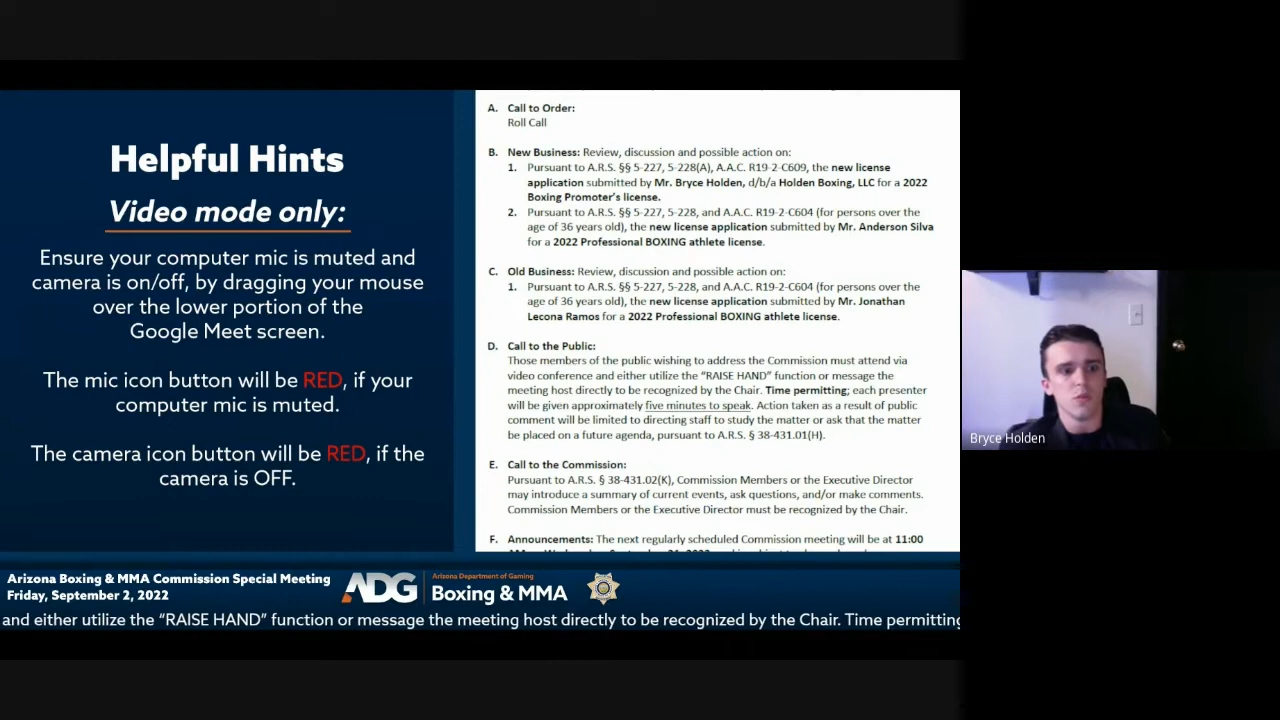 Helpful Hints
Video mode only:
Ensure your computer mic is muted and
camera is on/off, by dragging your mouse
over the lower portion of the
Google Meet screen.
The mic icon button will be RED, if your
computer mic is muted.
The camera icon button will be RED, if the
camera is OFF.
A. Call to Order:
Roll Call
B. New Business: Review, discussion and possible action on:
1. Pursuant to A.R.S. §§ 5-227, 5-228(A), A.A.C. R19-2-C609, the new license
application submitted by Mr. Bryce Holden, d/b/a Holden Boxing, LLC for a 2022
Boxing Promoter's license.
2. Pursuant to A.R.S. §§ 5-227, 5-228, and A.A.C. R19-2-C604 (for persons over the
age of 36 years old), the new license application submitted by Mr. Anderson Silva
for a 2022 Professional BOXING athlete license.
C. Old Business: Review, discussion and possible action on:
1. Pursuant to A.R.S. §§ 5-227, 5-228, and A.A.C. R19-2-C604 (for persons over the
age of 36 years old), the new license application submitted by Mr. Jonathan
Lecona Ramos for a 2022 Professional BOXING athlete license.
D. Call to the Public:
Those members of the public wishing to address the Commission must attend via
video conference and either utilize the "RAISE HAND" function or message the
meeting host directly to be recognized by the Chair. Time permitting; each presenter
will be given approximately five minutes to speak. Action taken as a result of public
comment will be limited to directing staff to study the matter or ask that the matter
be placed on a future agenda, pursuant to A.R.S. § 38-431.01(H).
E. Call to the Commission:
Pursuant to A.R.S. § 38-431.02(K), Commission Members or the Executive Director
may introduce a summary of current events, ask questions, and/or make comments.
Commission Members or the Executive Director must be recognized by the Chair.
F. Announcements: The next regularly scheduled Commission meeting will be at 11:00
Bryce Holden
Arizona Boxing & MMA Commission Special Meeting
Friday, September 2, 2022
ADG
Arizona Department of Gaming
Boxing & MMA
and either utilize the "RAISE HAND" function or message the meeting host directly to be recognized by the Chair. Time permitting